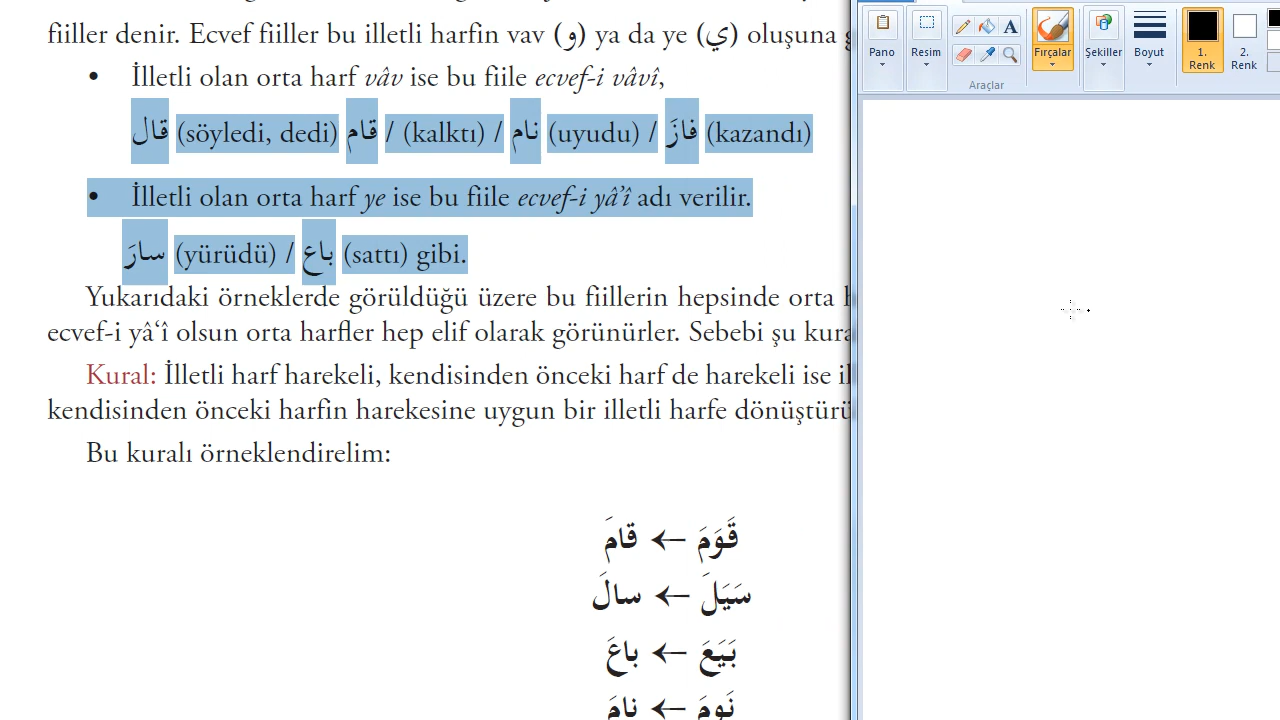 fiiller denir. Ecvef fiiller bu illetli harfin vav (و) ya da ye (ي) oluşuna
• İlletli olan orta harf vâv ise bu fiile ecvef-i vâvî,
قال (söyledi, dedi) قام / (kalktı) / نام (uyudu) / فازَ (kazandı)
• İlletli olan orta harf ye ise bu fiile ecvef-i yâ’î adı verilir.
سارَ (yürüdü) / باع (sattı) gibi.
Yukarıdaki örneklerde görüldüğü üzere bu fiillerin hepsinde orta
ecvef-i yâ‘î olsun orta harfler hep elif olarak görünürler. Sebebi şu
Kural: İlletli harf harekeli, kendisinden önceki harf de harekeli ise
kendisinden önceki harfin harekesine uygun bir illetli harfe
Bu kuralı örneklendirelim:
قَوَمَ ← قامَ
سَيَلَ ← سالَ
بَيَعَ ← باعَ
نَومَ ← نامَ
Pano
Resim
A
Fırçalar
Şekiller
Boyut
1. Renk
2. Renk
Araçlar